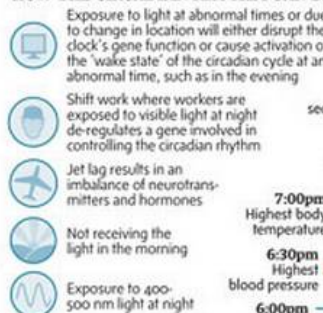 Exposure to light at abnormal times or due
to change in location will either disrupt the
clock's gene function or cause activation o
the 'wake state' of the circadian cycle at an
abnormal time, such as in the evening
Shift work where workers are
exposed to visible light at night
de-regulates a gene involved in
controlling the circadian rhythm
Jet lag results in an
imbalance of neurotrans-
mitters and hormones
Not receiving the
light in the morning
Exposure to 400-
500 nm light at night
7:00pm
Highest body
temperature
6:30pm
Highest
blood pressure
6:00pm